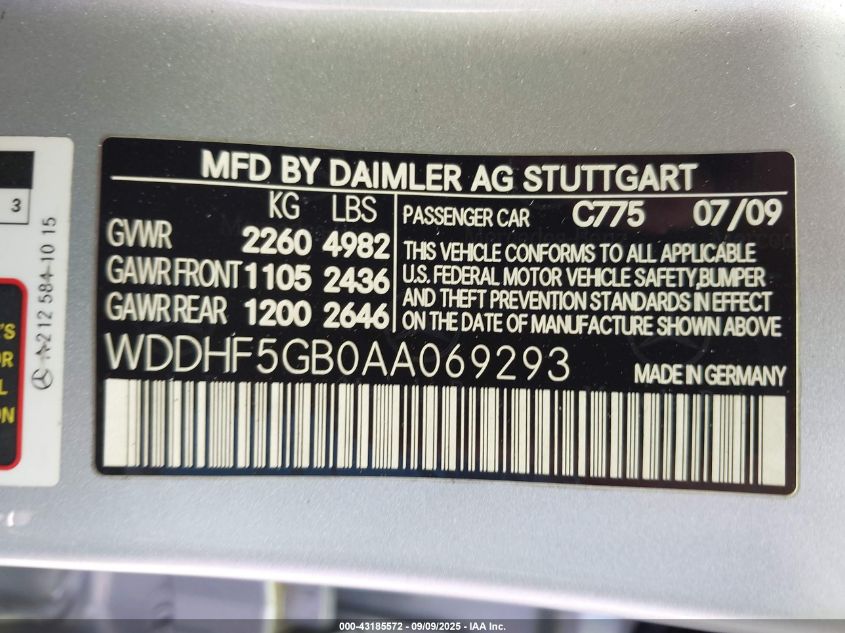 MFD BY DAIMLER AG STUTTGART
KG LBS
GVWR 2260 4982
GAWR FRONT 1105 2436
GAWR REAR 1200 2646
PASSENGER CAR C775 07/09
THIS VEHICLE CONFORMS TO ALL APPLICABLE
U.S. FEDERAL MOTOR VEHICLE SAFETY, BUMPER
AND THEFT PREVENTION STANDARDS IN EFFECT
ON THE DATE OF MANUFACTURE SHOWN ABOVE
WDDHF5GB0AA069293
MADE IN GERMANY
3
A 212 584 10 15
'S
OR
L
ON
000-43185572 - 09/09/2025 - IAA Inc.